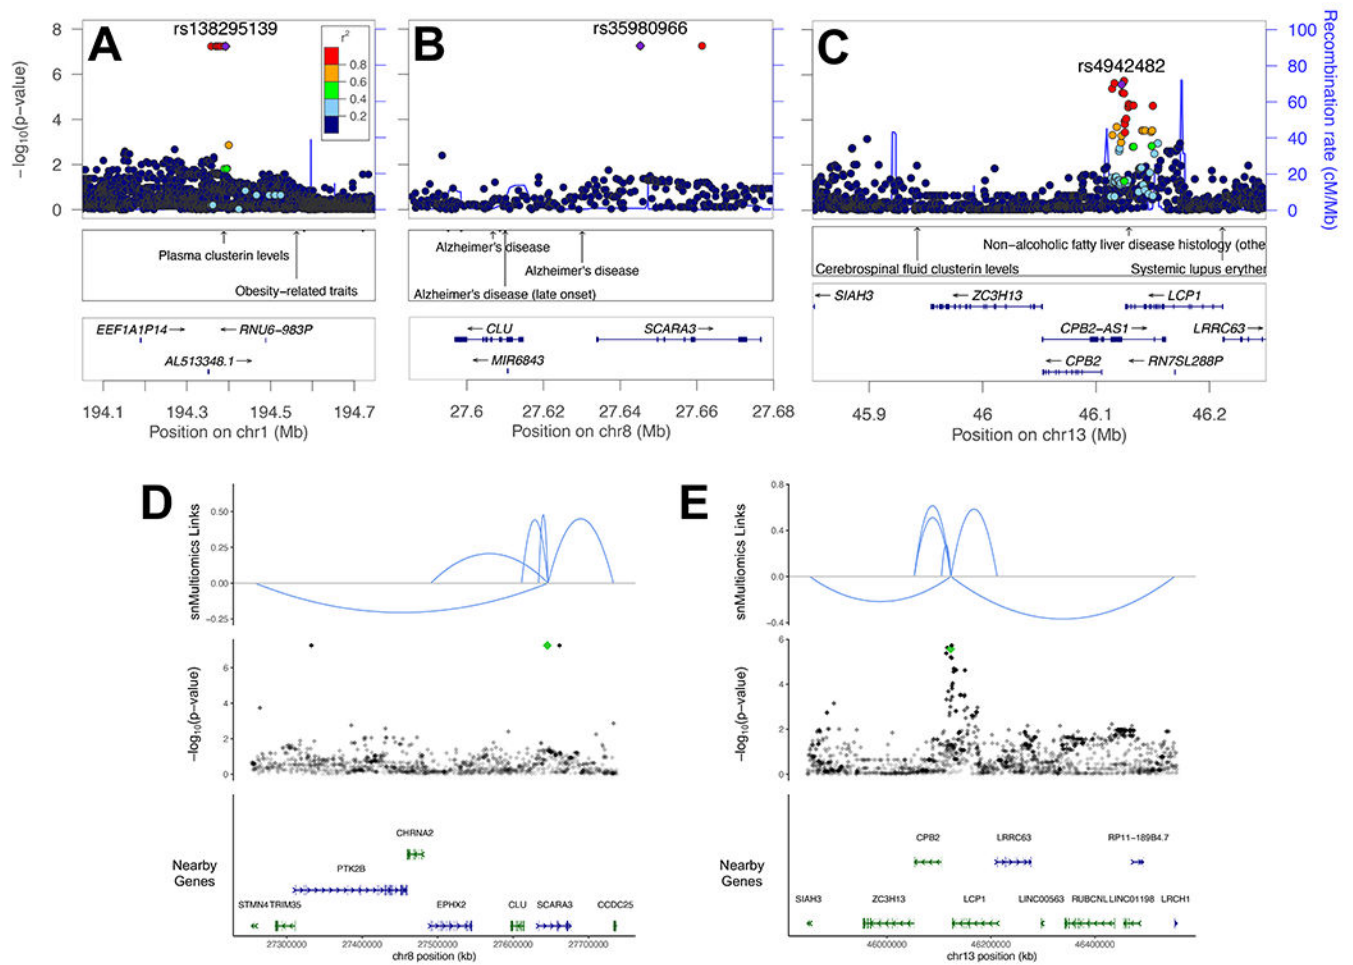 A
rs138295139
r2
0.8
0.6
0.4
0.2
8
6
4
2
0
−log10(p−value)
Plasma clusterin levels
Obesity−related traits
EEF1A1P14
RNU6−983P
AL513348.1
194.1 194.3 194.5 194.7
Position on chr1 (Mb)
B
rs35980966
Alzheimer's disease
Alzheimer's disease
Alzheimer's disease (late onset)
CLU
SCARA3
MIR6843
27.6 27.62 27.64 27.66 27.68
Position on chr8 (Mb)
C
rs4942482
100
80
60
40
20
0
Recombination rate (cM/Mb)
Non−alcoholic fatty liver disease histology (othe
Cerebrospinal fluid clusterin levels
Systemic lupus erythem
SIAH3
ZC3H13
LCP1
CPB2−AS1
LRRC63
CPB2
RN7SL288P
45.9 46 46.1 46.2
Position on chr13 (Mb)
D
snMultiomics Links
0.50
0.25
0.00
−0.25
−log10(p−value)
6
4
2
0
Nearby
Genes
CHRNA2
PTK2B
STMN4 TRIM35 EPHX2 CLU SCARA3 CCDC25
27300000 27400000 27500000 27600000 27700000
chr8 position (kb)
E
snMultiomics Links
0.8
0.4
0.0
−0.4
−log10(p−value)
6
4
2
0
Nearby
Genes
CPB2 LRRC63 RP11−189B4.7
SIAH3 ZC3H13 LCP1 LINC00563 RUBCNL LINC01198 LRCH1
46000000 46200000 46400000
chr13 position (kb)